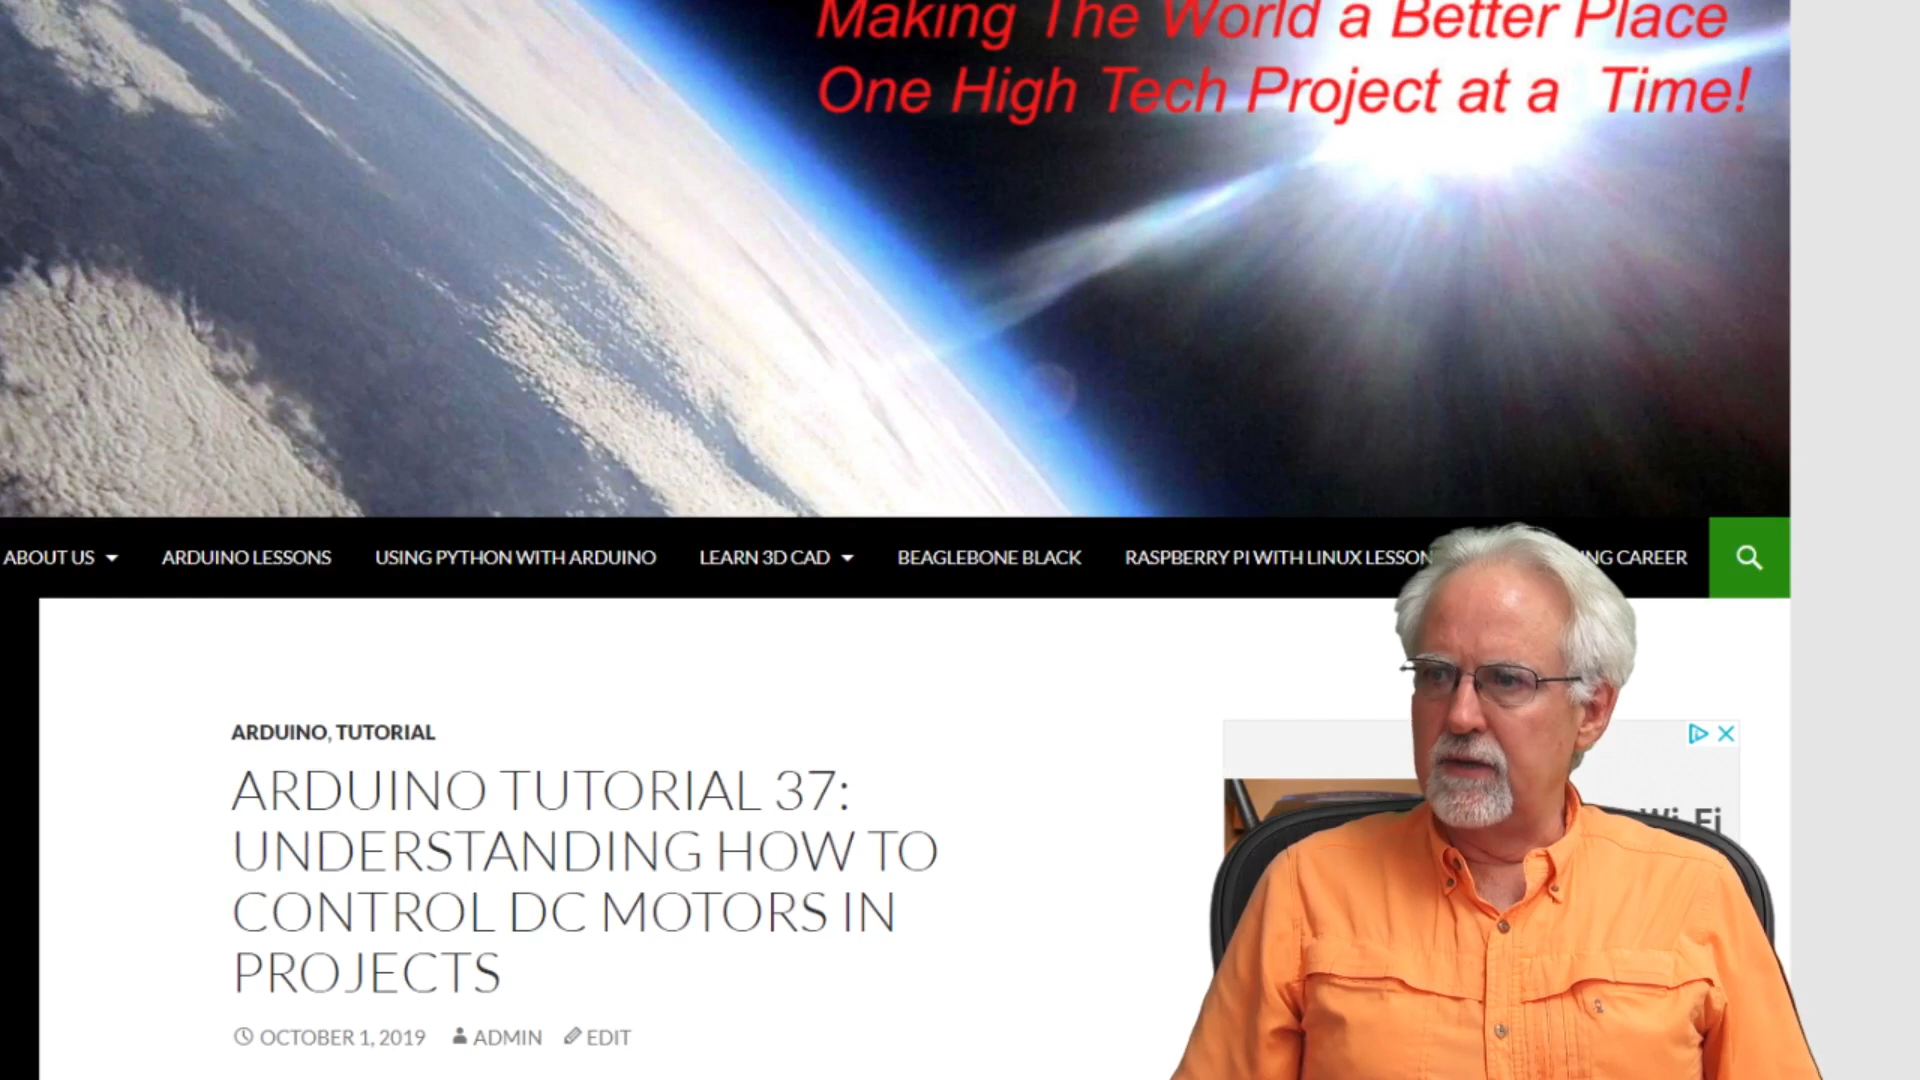 Making The World a Better Place
One High Tech Project at a Time!
ABOUT US ARDUINO LESSONS USING PYTHON WITH ARDUINO LEARN 3D CAD BEAGLEBONE BLACK RASPBERRY PI WITH LINUX CAREER
ARDUINO, TUTORIAL
ARDUINO TUTORIAL 37:
UNDERSTANDING HOW TO
CONTROL DC MOTORS IN
PROJECTS
OCTOBER 1, 2019 ADMIN EDIT